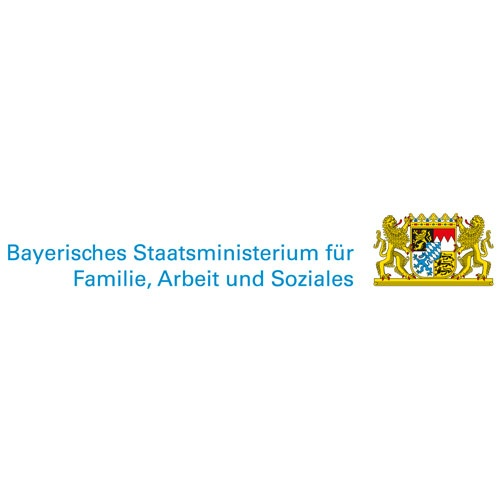 Bayerisches Staatsministerium für
Familie, Arbeit und Soziales